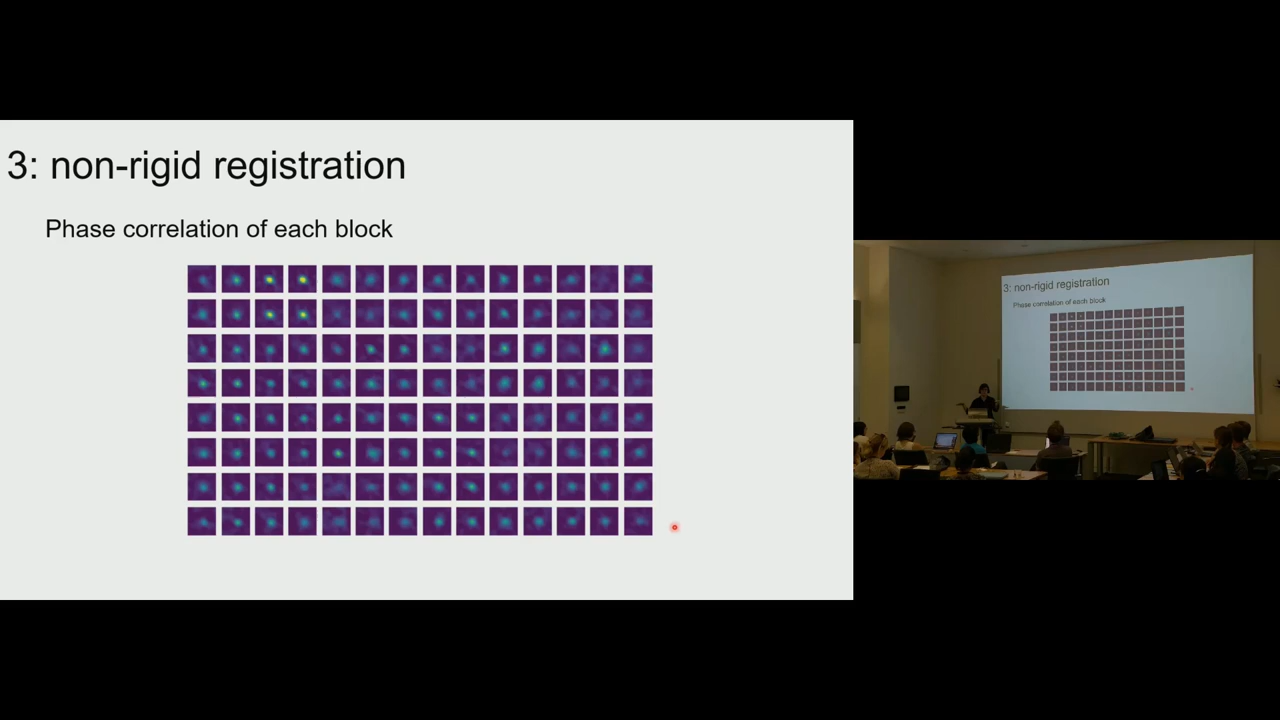 3: non-rigid registration
Phase correlation of each block
3: non-rigid registration
Phase correlation of each block